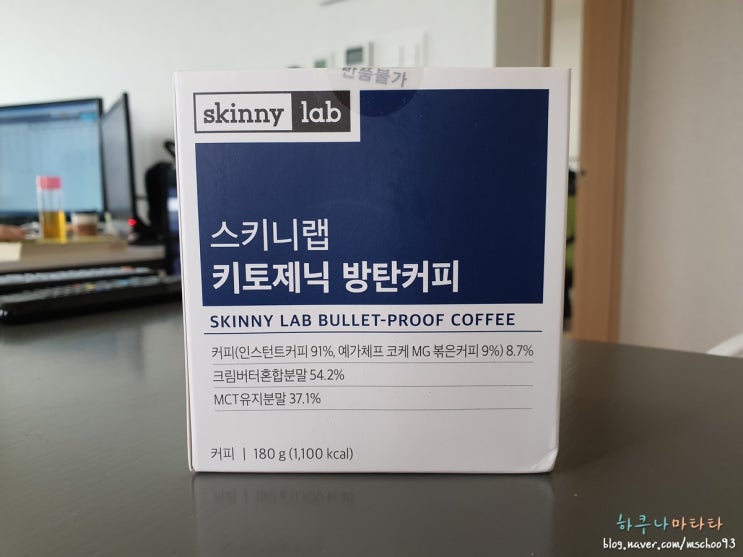 반품불가
skinny lab
스키니랩
키토제닉 방탄커피
SKINNY LAB BULLET-PROOF COFFEE
커피(인스턴트커피 91%, 예가체프 코케 MG 볶은커피 9%) 8.7%
크림버터혼합분말 54.2%
MCT유지분말 37.1%
커피 | 180 g (1,100 kcal)
하쿠나마타타
blog.naver.com/mschoo93